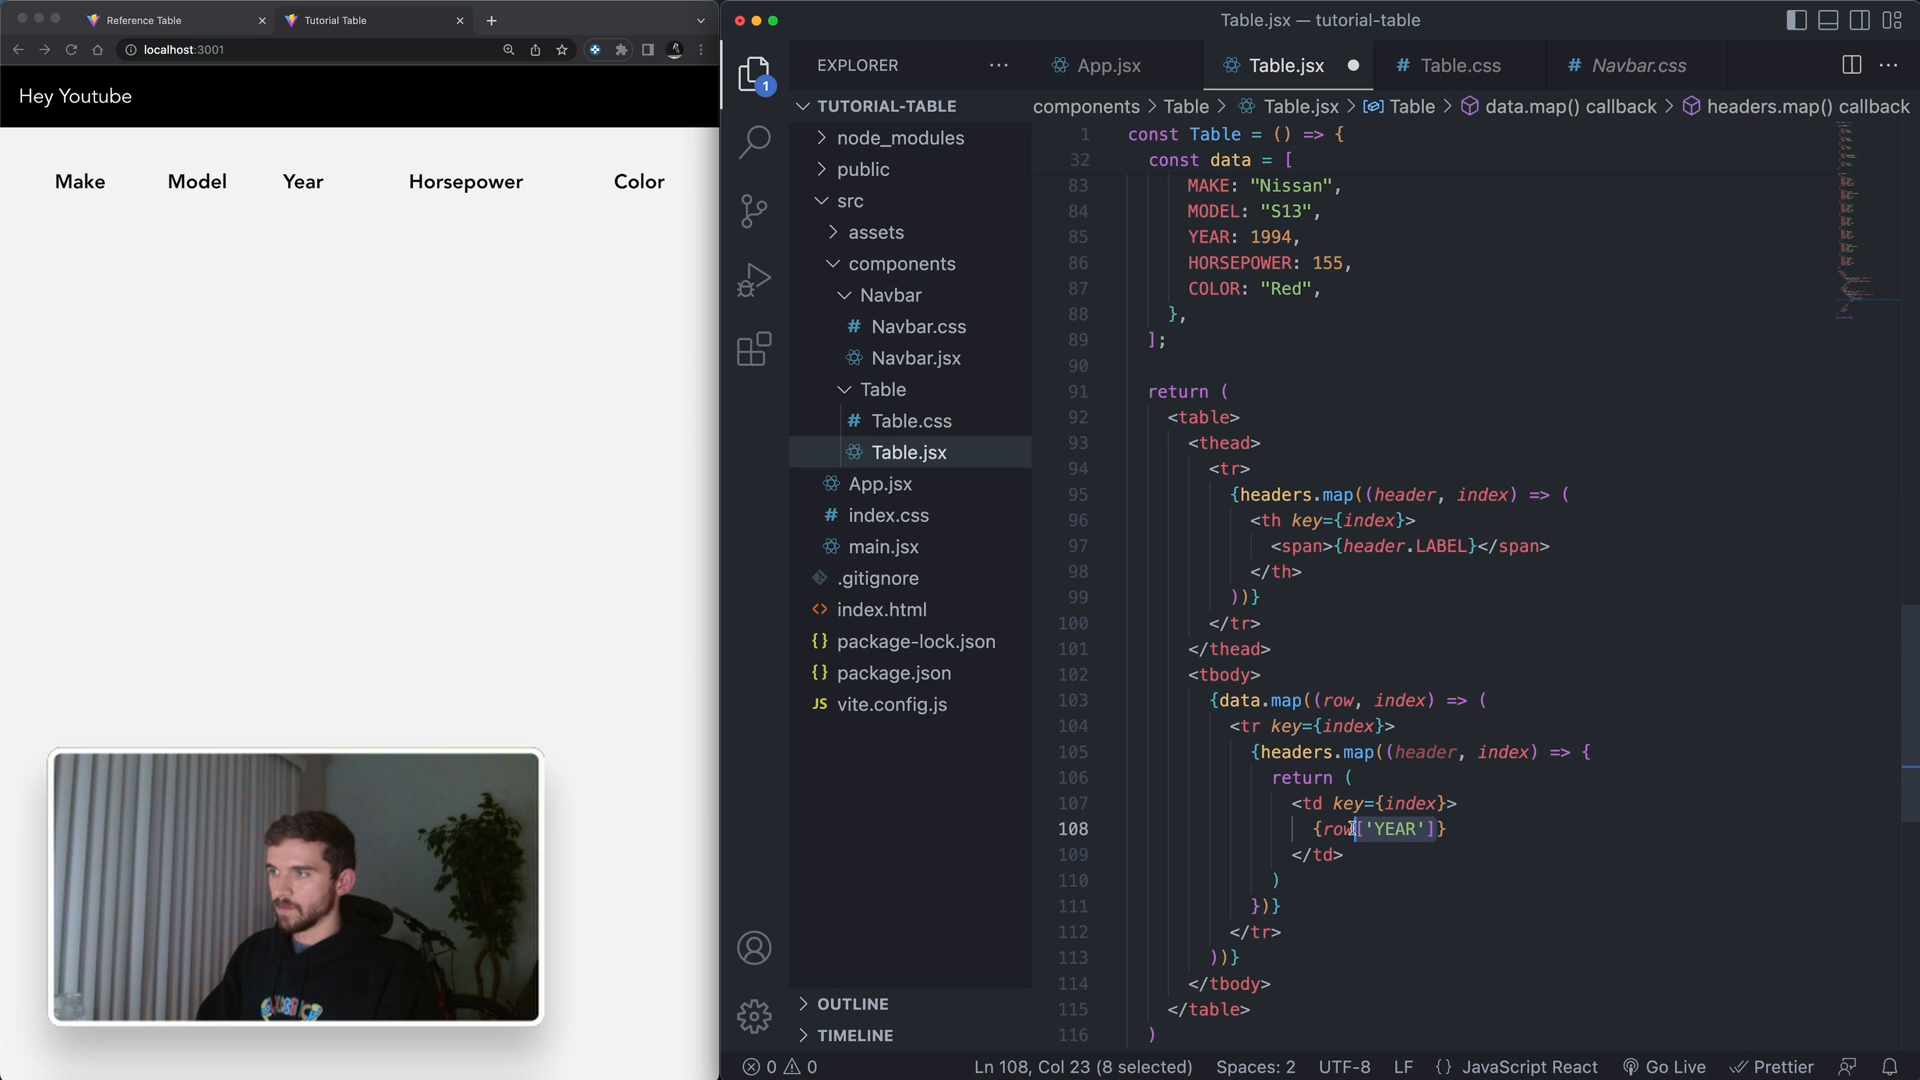 Reference Table
Tutorial Table
localhost:3001
Hey Youtube
Make Model Year Horsepower Color
Table.jsx — tutorial-table
1
EXPLORER
App.jsx
Table.jsx
Table.css
Navbar.css
TUTORIAL-TABLE
node_modules
public
src
assets
components
Navbar
Navbar.css
Navbar.jsx
Table
Table.css
Table.jsx
App.jsx
index.css
main.jsx
.gitignore
index.html
package-lock.json
package.json
JS vite.config.js
OUTLINE
TIMELINE
components > Table > Table.jsx > Table > data.map() callback > headers.map() callback
1 const Table = () => {
32 const data = [
83 MAKE: "Nissan",
84 MODEL: "S13",
85 YEAR: 1994,
86 HORSEPOWER: 155,
87 COLOR: "Red",
88 },
89 ];
90
91 return (
92 <table>
93 <thead>
94 <tr>
95 {headers.map((header, index) => (
96 <th key={index}>
97 <span>{header.LABEL}</span>
98 </th>
99 ))}
100 </tr>
101 </thead>
102 <tbody>
103 {data.map((row, index) => (
104 <tr key={index}>
105 {headers.map((header, index) => {
106 return (
107 <td key={index}>
108 {row['YEAR']}
109 </td>
110 )
111 })}
112 </tr>
113 ))}
114 </tbody>
115 </table>
116 )
0 0 Ln 108, Col 23 (8 selected) Spaces: 2 UTF-8 LF {} JavaScript React Go Live Prettier